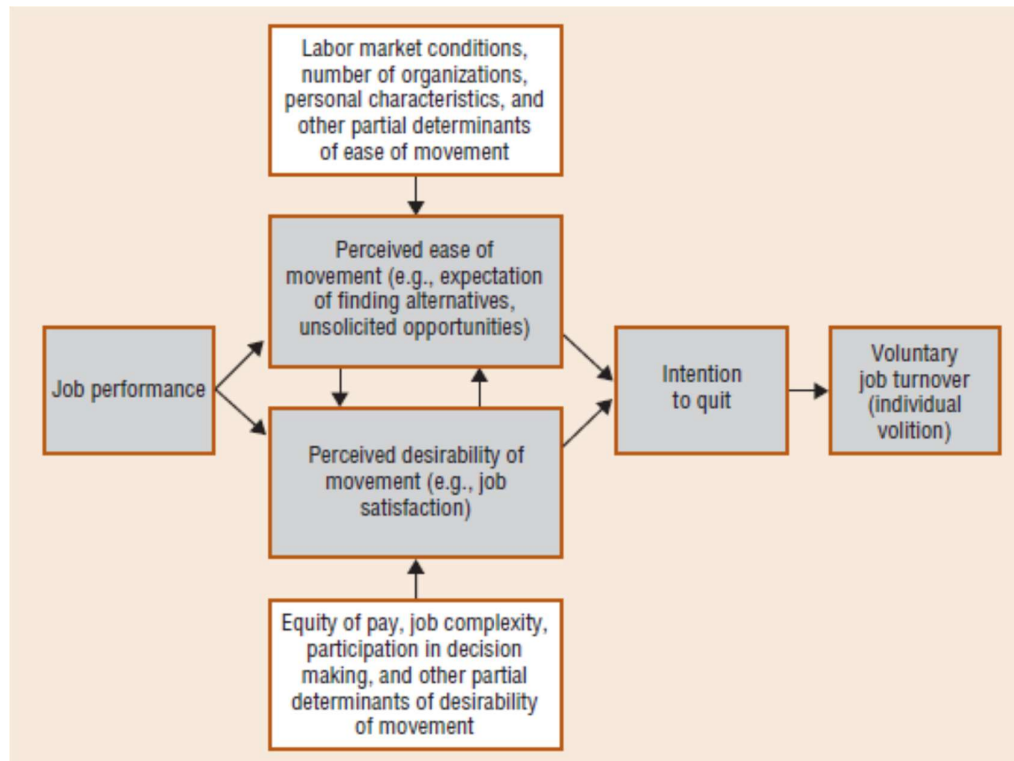 Labor market conditions,
number of organizations,
personal characteristics, and
other partial determinants
of ease of movement
Perceived ease of
movement (e.g., expectation
of finding alternatives,
unsolicited opportunities)
Job performance
Intention
to quit
Voluntary
job turnover
(individual
volition)
Perceived desirability of
movement (e.g., job
satisfaction)
Equity of pay, job complexity,
participation in decision
making, and other partial
determinants of desirability
of movement